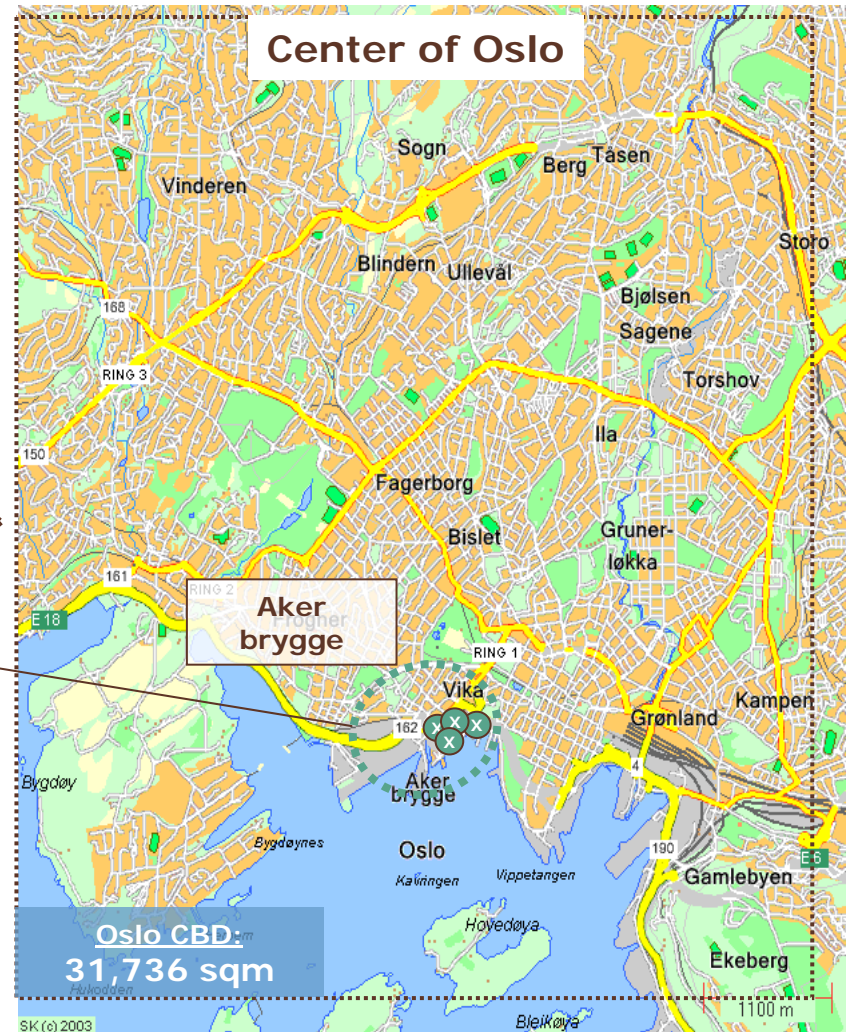 Center of Oslo
Sogn
Berg
Tåsen
Vinderen
Storo
Blindern
Ullevål
Bjølsen
Sagene
168
RING 3
Torshov
Ila
150
Fagerborg
Bislet
Gruner-
løkka
161
RING 2
E 18
Aker
brygge
Frogner
RING 1
Vika
Kampen
Grønland
162
x x x
x
4
Aker
brygge
Bygdøy
Bygdøynes
Oslo
Kavringen
Vippetangen
190
E 6
Gamlebyen
Hovedøya
Oslo CBD:
31 736 sqm
Ekeberg
Hukodden
1100 m
Bleikøya
SK (c) 2003